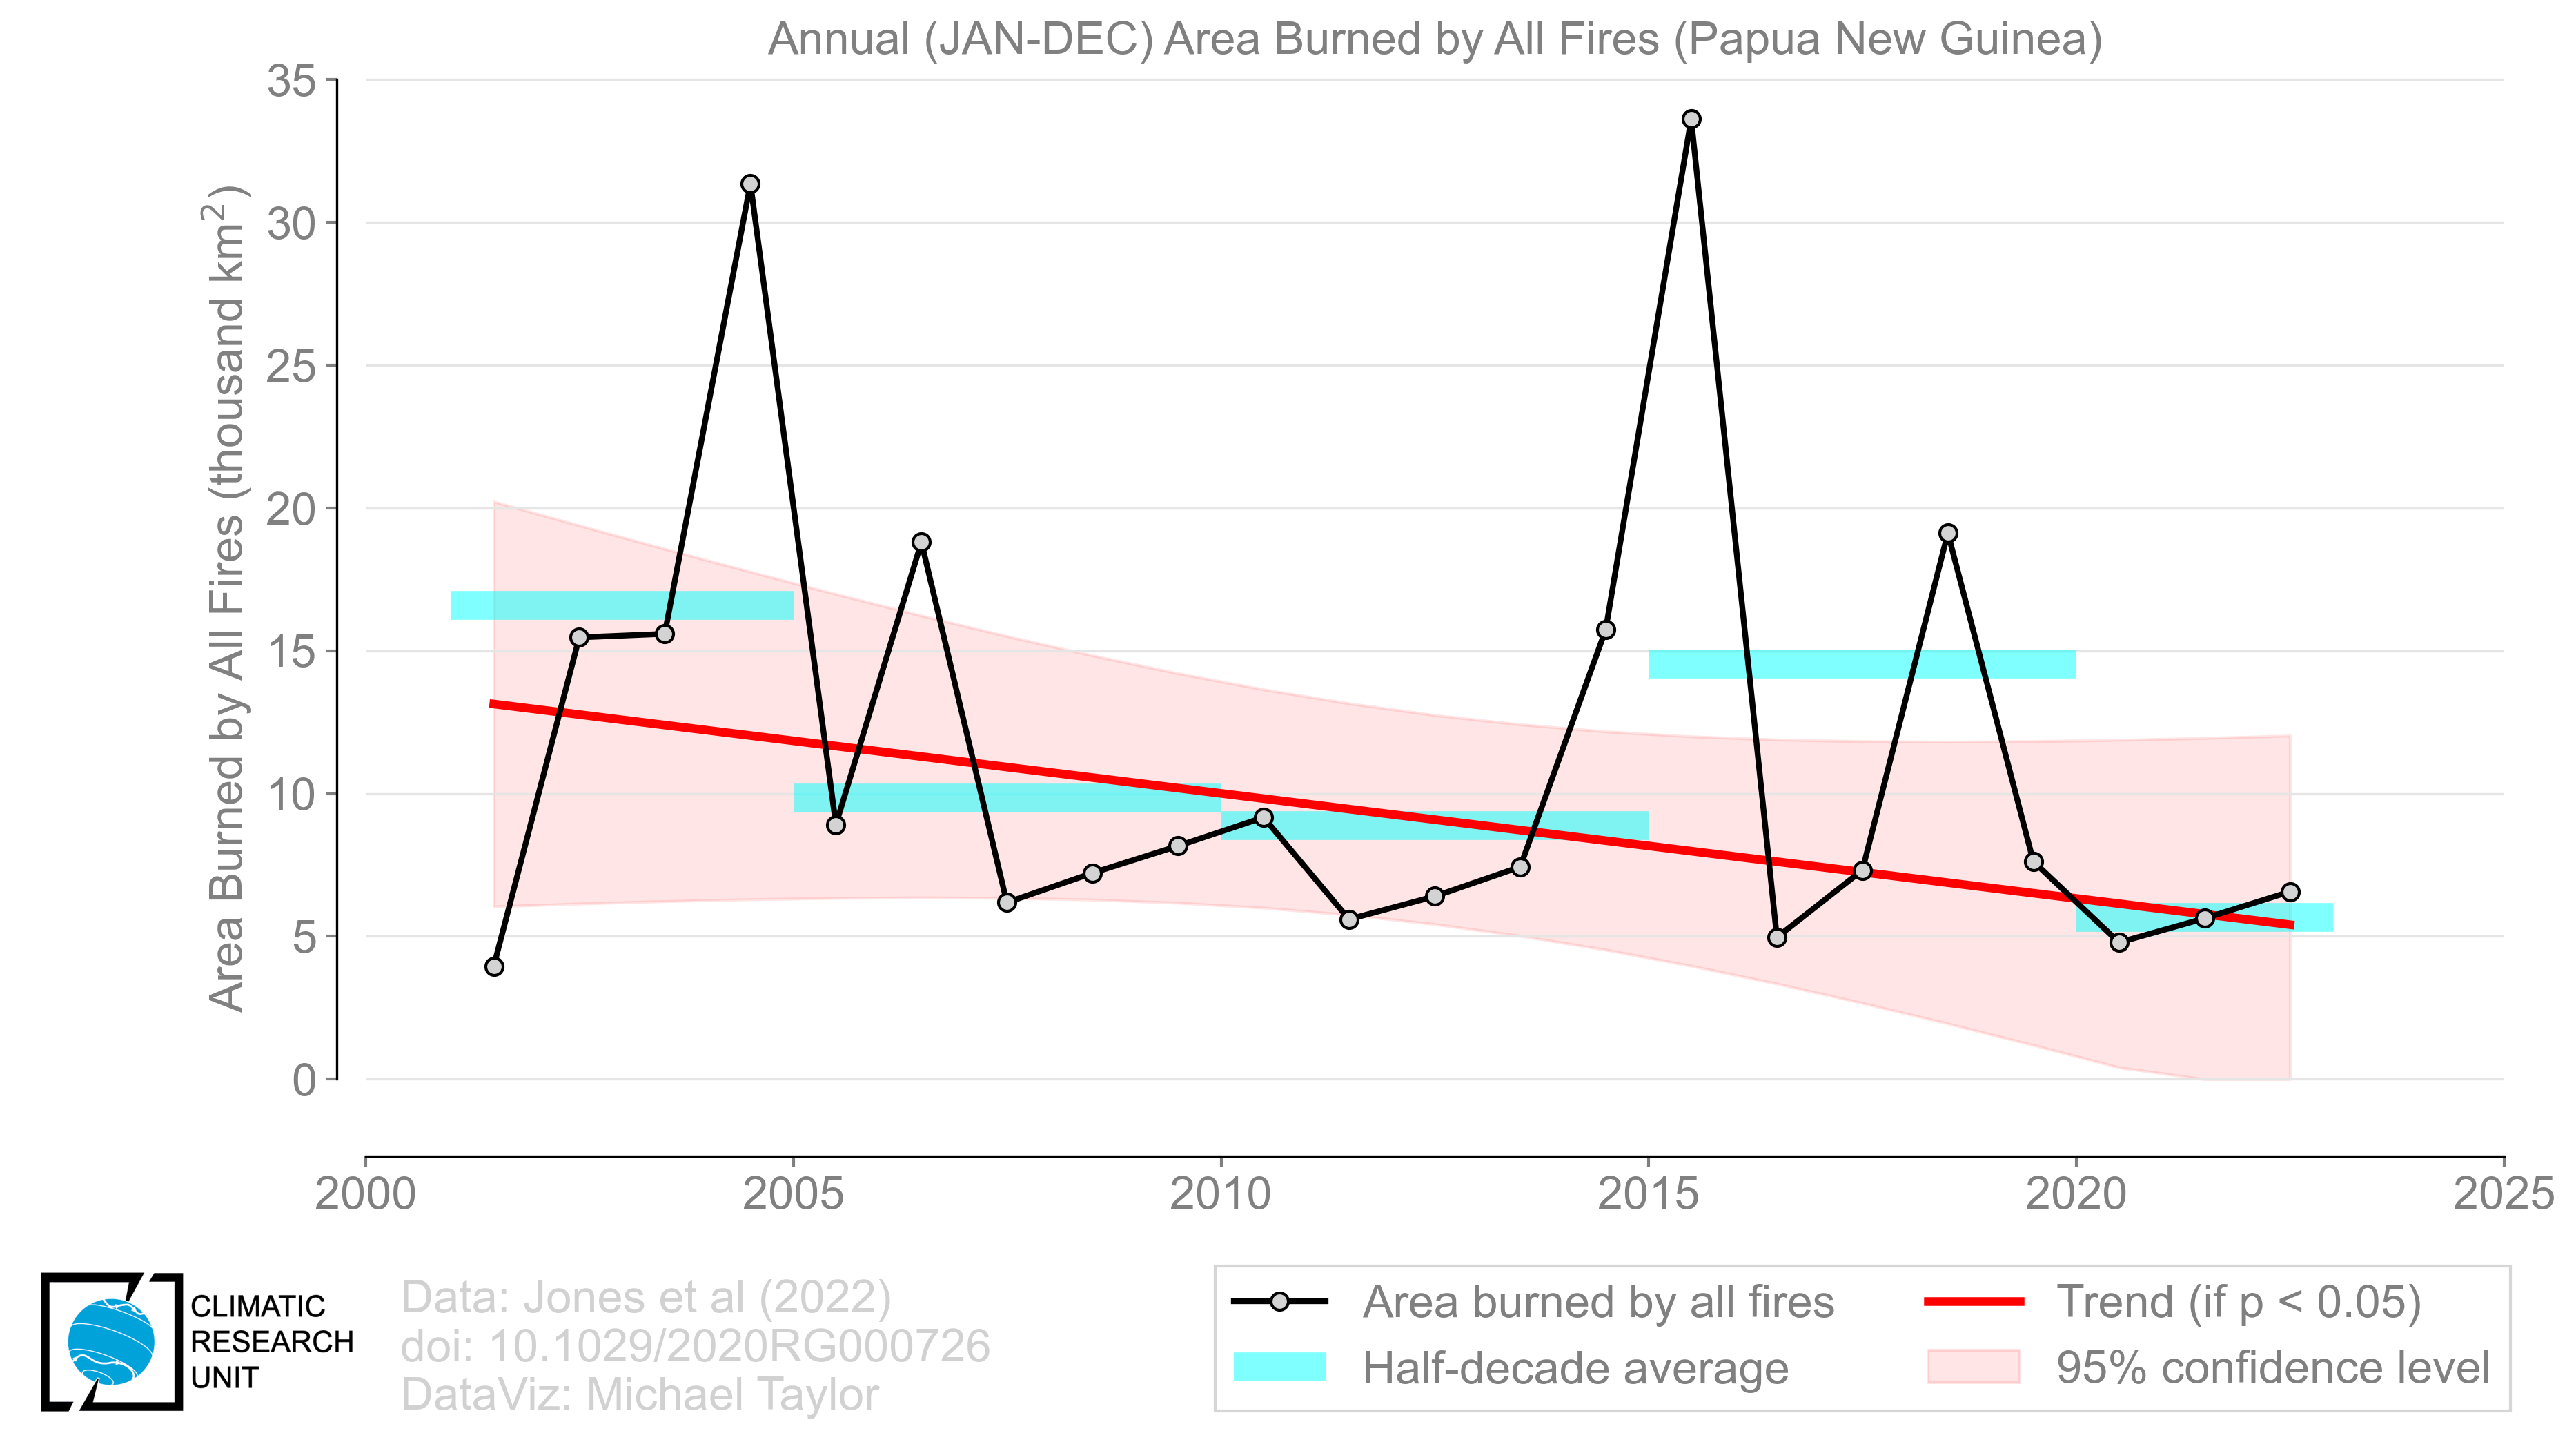 Annual (JAN-DEC) Area Burned by All Fires (Papua New Guinea)
Area Burned by All Fires (thousand km²)
35
30
25
20
15
10
5
0
2000 2005 2010 2015 2020 2025
CLIMATIC
RESEARCH
UNIT
Data: Jones et al (2022)
doi: 10.1029/2020RG000726
DataViz: Michael Taylor
Area burned by all fires
Half-decade average
Trend (if p < 0.05)
95% confidence level